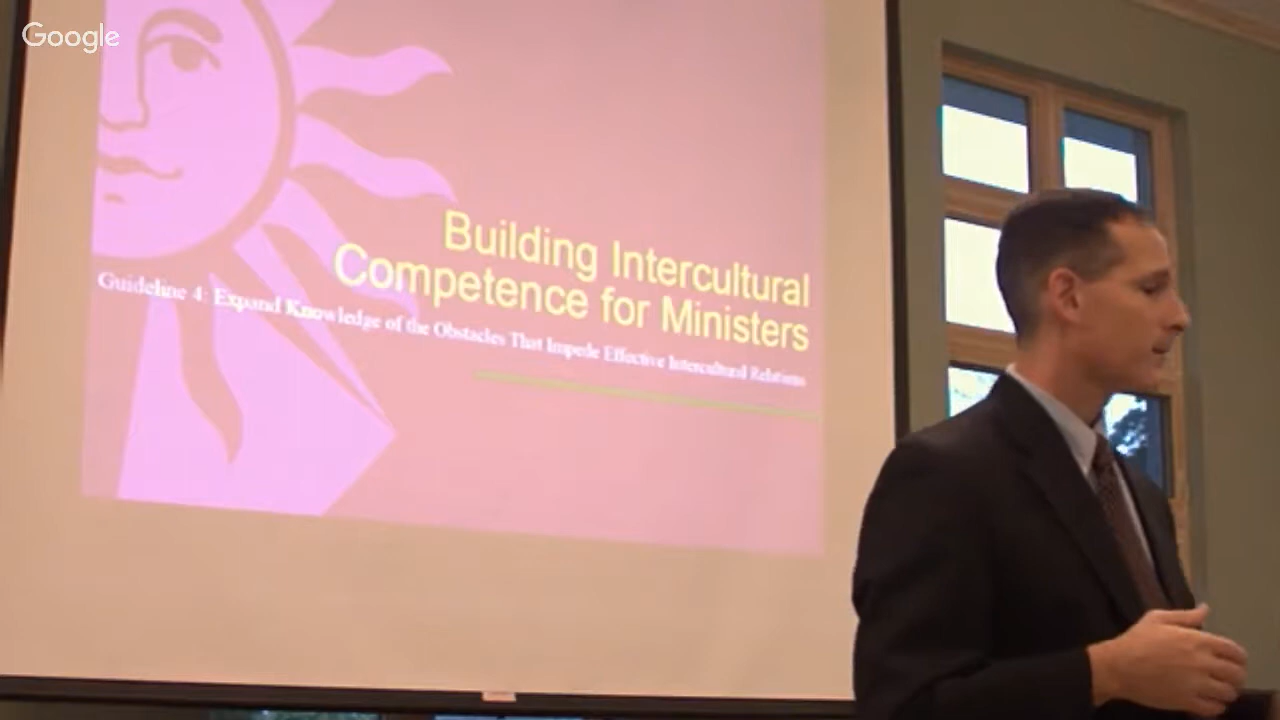 Google
Building Intercultural
Competence for Ministers
Guideline 4: Expand Knowledge of the Obstacles That Impede Effective Intercultural Relations